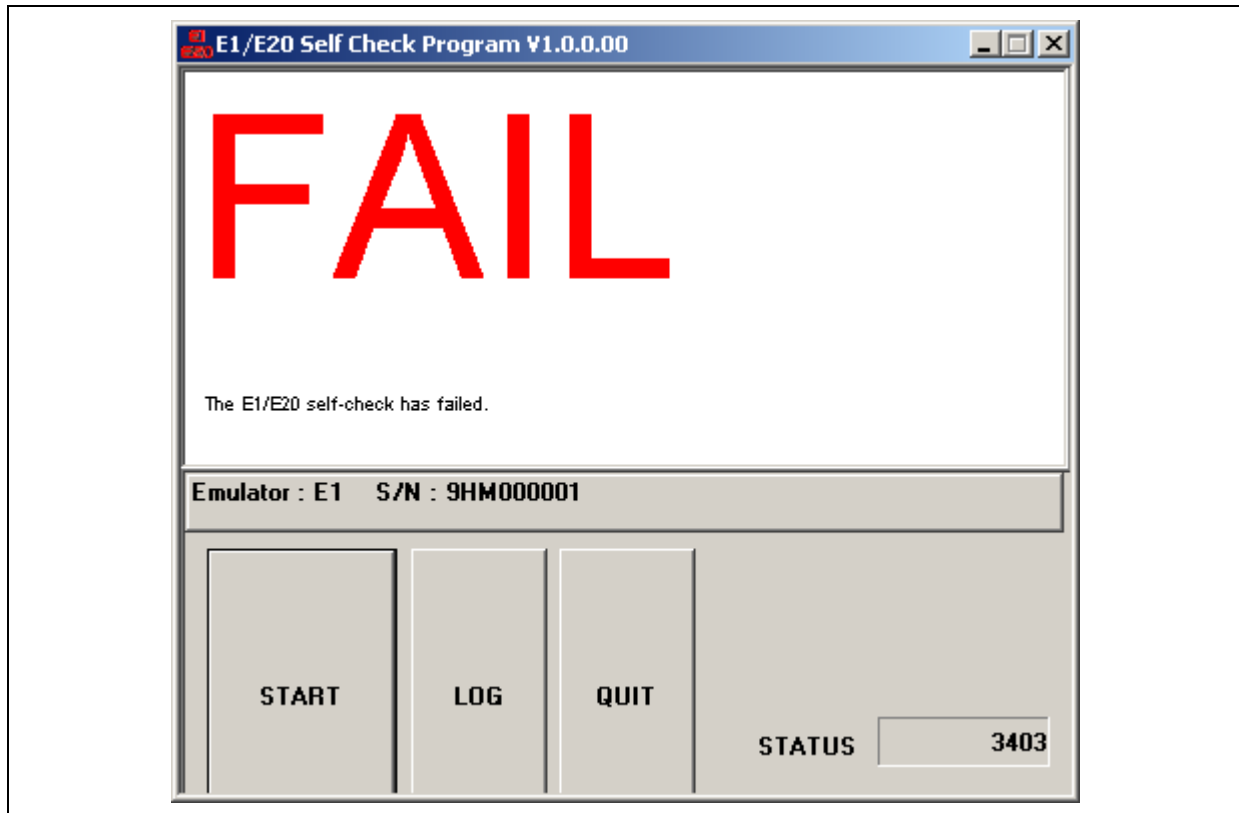 E1/E20 Self Check Program V1.0.0.00
FAIL
The E1/E20 self-check has failed.
Emulator : E1 S/N : 9HM000001
START LOG QUIT
STATUS 3403